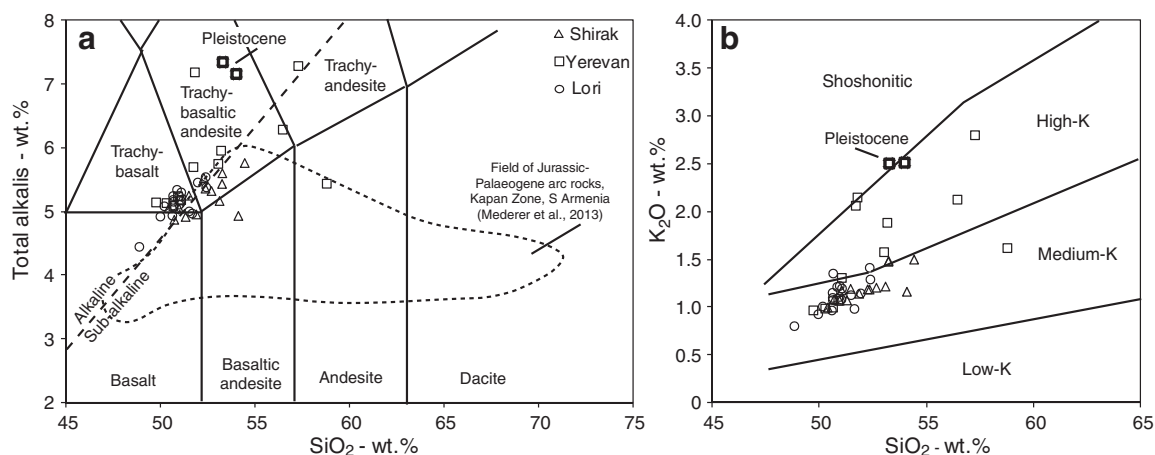 a
Total alkalis - wt.%
8
7
6
5
4
3
2
45
50
55
60
65
70
75
SiO₂ - wt.%
Pleistocene
Trachy-
andesite
Trachy-
basaltic
andesite
Trachy-
basalt
Shirak
Yerevan
Lori
Field of Jurassic-
Palaeogene arc rocks,
Kapan Zone, S Armenia
(Mederer et al., 2013)
Alkaline
Sub-alkaline
Basalt
Basaltic
andesite
Andesite
Dacite
b
K₂O - wt.%
4.0
3.5
3.0
2.5
2.0
1.5
1.0
0.5
0
45
50
55
60
65
SiO₂ - wt.%
Shoshonitic
Pleistocene
High-K
Medium-K
Low-K